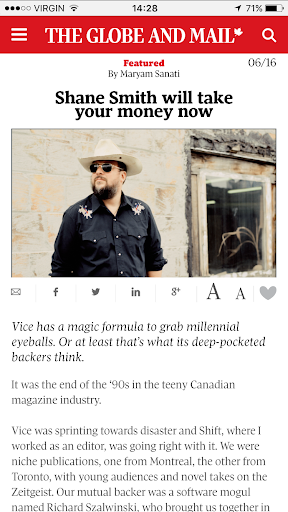 VIRGIN 14:28 71%
THE GLOBE AND MAIL
Featured 06/16
By Maryam Sanati
Shane Smith will take
your money now
f in g+ A A
Vice has a magic formula to grab millennial
eyeballs. Or at least that's what its deep-pocketed
backers think.
It was the end of the ‘90s in the teeny Canadian
magazine industry.
Vice was sprinting towards disaster and Shift, where I
worked as an editor, was going right with it. We were
niche publications, one from Montreal, the other from
Toronto, with young audiences and novel takes on the
Zeitgeist. Our mutual backer was a software mogul
named Richard Szalwinski, who brought us together in